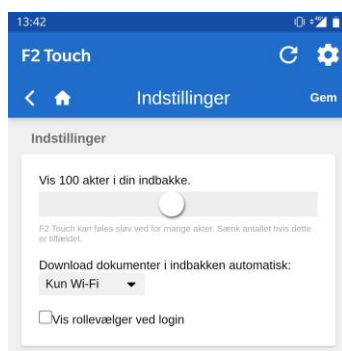 13:42
F2 Touch
Indstillinger
Gem
Indstillinger
Vis 100 akter i din indbakke.
F2 Touch kan føles sløv ved for mange akter. Sænk antallet hvis dette
er tilfældet.
Download dokumenter i indbakken automatisk:
Kun Wi-Fi
Vis rollevælger ved login